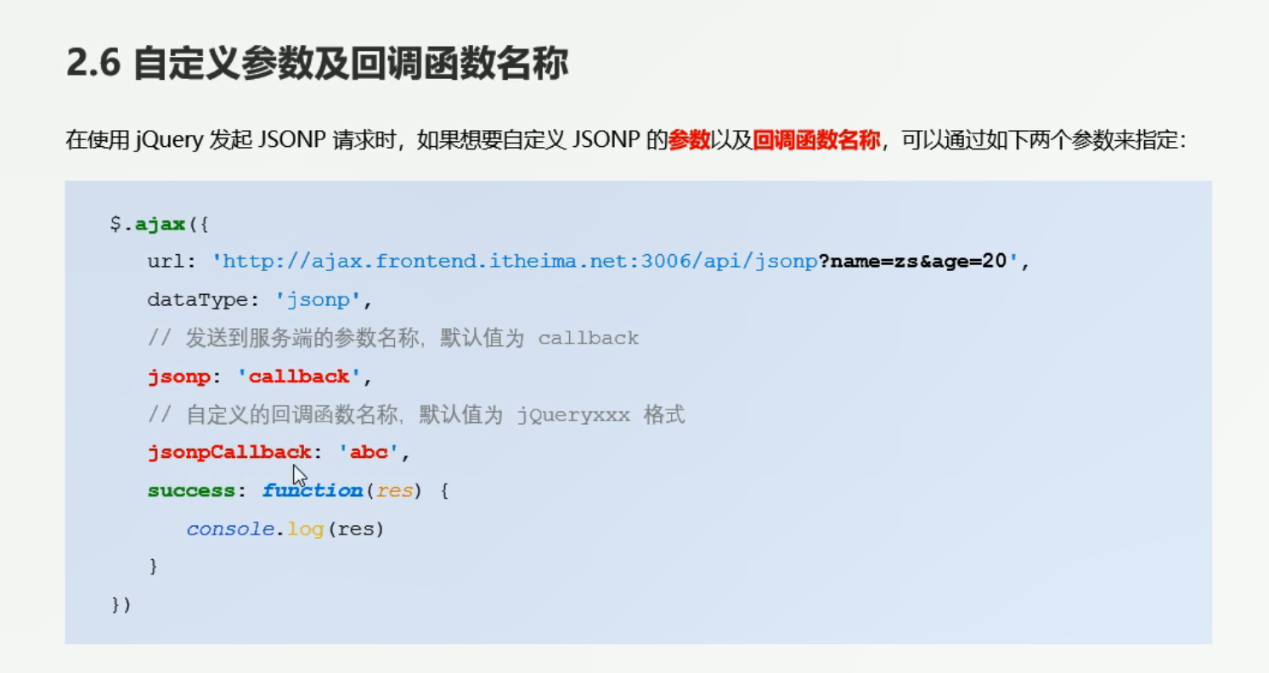 2.6 自定义参数及回调函数名称
在使用 jQuery 发起 JSONP 请求时，如果想要自定义 JSONP 的参数以及回调函数名称，可以通过如下两个参数来指定：
$.ajax({
url: 'http://ajax.frontend.itheima.net:3006/api/jsonp?name=zs&age=20',
dataType: 'jsonp',
// 发送到服务端的参数名称，默认值为 callback
jsonp: 'callback',
// 自定义的回调函数名称，默认值为 jQueryxxx 格式
jsonpCallback: 'abc',
success: function(res) {
console.log(res)
}
})